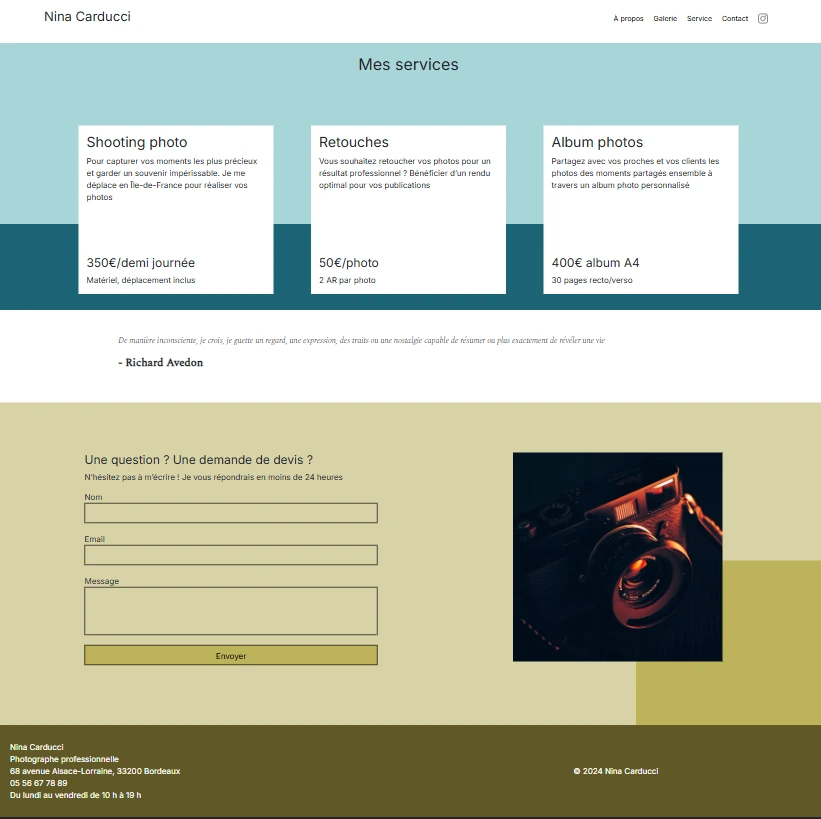 Nina Carducci
À propos Galerie Service Contact
Mes services
Shooting photo
Pour capturer vos moments les plus précieux
et garder un souvenir impérissable. Je me
déplace en Île-de-France pour réaliser vos
photos
350€/demi journée
Matériel, déplacement inclus
Retouches
Vous souhaitez retoucher vos photos pour un
résultat professionnel ? Bénéficier d'un rendu
optimal pour vos publications
50€/photo
2 AR par photo
Album photos
Partagez avec vos proches et vos clients les
photos des moments partagés ensemble à
travers un album photo personnalisé
400€ album A4
30 pages recto/verso
De manière inconsciente, je crois, je guette un regard, une expression, des traits ou une nostalgie capable de résumer ou plus exactement de révéler une vie
- Richard Avedon
Une question ? Une demande de devis ?
N'hésitez pas à m'écrire ! Je vous répondrais en moins de 24 heures
Nom
Email
Message
Envoyer
Nina Carducci
Photographe professionnelle
68 avenue Alsace-Lorraine, 33200 Bordeaux
05 56 67 78 89
Du lundi au vendredi de 10 h à 19 h
© 2024 Nina Carducci